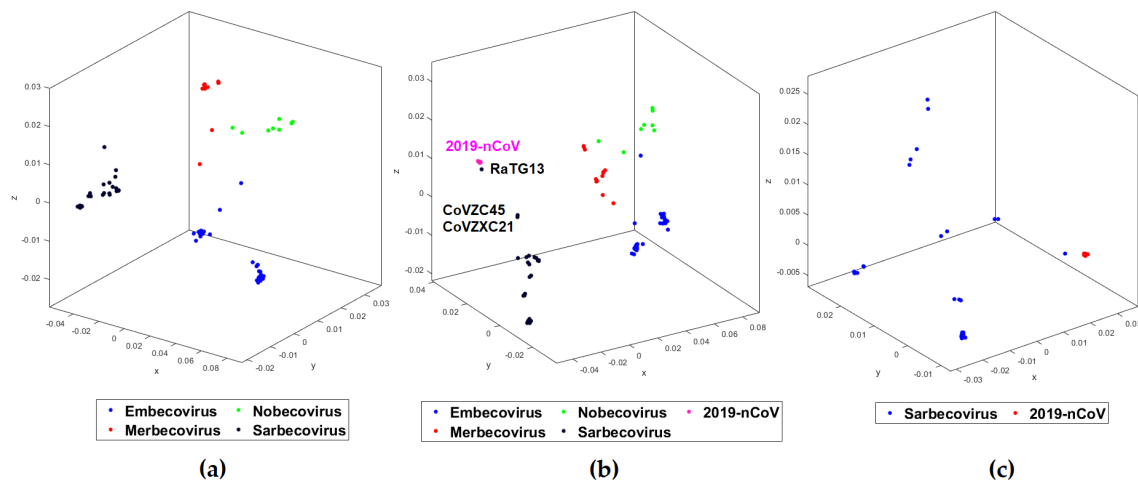 0.03
0.02
0.01
0
-0.01
-0.02
z
-0.04
-0.02
0
0.02
0.04
0.06
0.08
x
-0.02
-0.01
0
0.01
0.02
0.03
y
Embecovirus
Nobecovirus
Merbecovirus
Sarbecovirus
(a)
0.03
0.02
0.01
0
-0.01
-0.02
z
2019-nCoV
RaTG13
CoVZC45
CoVZXC21
0.04
0.02
0
-0.02
y
-0.04
-0.02
0
0.02
0.04
0.06
0.08
x
Embecovirus
Nobecovirus
2019-nCoV
Merbecovirus
Sarbecovirus
(b)
0.025
0.02
0.015
0.01
0.005
0
-0.005
z
0.02
0.01
0
-0.01
y
-0.03
-0.02
-0.01
0
0.01
0.02
0.03
x
Sarbecovirus
2019-nCoV
(c)